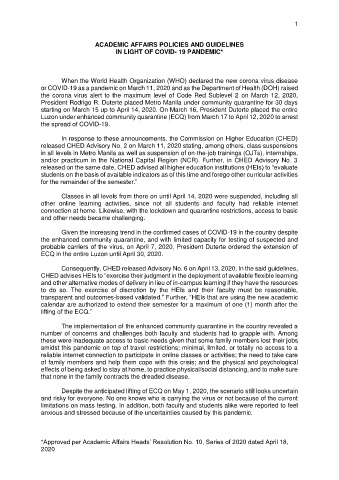 1
ACADEMIC AFFAIRS POLICIES AND GUIDELINES
IN LIGHT OF COVID- 19 PANDEMIC*
When the World Health Organization (WHO) declared the new corona virus disease
or COVID-19 as a pandemic on March 11, 2020 and as the Department of Health (DOH) raised
the corona virus alert to the maximum level of Code Red Sublevel 2 on March 12, 2020,
President Rodrigo R. Duterte placed Metro Manila under community quarantine for 30 days
starting on March 15 up to April 14, 2020. On March 16, President Duterte placed the entire
Luzon under enhanced community quarantine (ECQ) from March 17 to April 12, 2020 to arrest
the spread of COVID-19.
In response to these announcements, the Commission on Higher Education (CHED)
released CHED Advisory No. 2 on March 11, 2020 stating, among others, class suspensions
in all levels in Metro Manila as well as suspension of on-the-job trainings (OJTs), internships,
and/or practicum in the National Capital Region (NCR). Further, in CHED Advisory No. 3
released on the same date, CHED advised all higher education institutions (HEIs) to "evaluate
students on the basis of available indicators as of this time and forego other curricular activities
for the remainder of the semester."
Classes in all levels from there on until April 14, 2020 were suspended, including all
other online learning activities, since not all students and faculty had reliable internet
connection at home. Likewise, with the lockdown and quarantine restrictions, access to basic
and other needs became challenging.
Given the increasing trend in the confirmed cases of COVID-19 in the country despite
the enhanced community quarantine, and with limited capacity for testing of suspected and
probable carriers of the virus, on April 7, 2020, President Duterte ordered the extension of
ECQ in the entire Luzon until April 30, 2020.
Consequently, CHED released Advisory No. 6 on April 13, 2020. In the said guidelines,
CHED advises HEIs to "exercise their judgment in the deployment of available flexible learning
and other alternative modes of delivery in lieu of in-campus learning if they have the resources
to do so. The exercise of discretion by the HEIs and their faculty must be reasonable,
transparent and outcomes-based validated." Further, "HEIs that are using the new academic
calendar are authorized to extend their semester for a maximum of one (1) month after the
lifting of the ECQ."
The implementation of the enhanced community quarantine in the country revealed a
number of concerns and challenges both faculty and students had to grapple with. Among
these were inadequate access to basic needs given that some family members lost their jobs
amidst this pandemic on top of travel restrictions; minimal, limited, or totally no access to a
reliable internet connection to participate in online classes or activities; the need to take care
of family members and help them cope with this crisis; and the physical and psychological
effects of being asked to stay at home, to practice physical/social distancing, and to make sure
that none in the family contracts the dreaded disease.
Despite the anticipated lifting of ECQ on May 1, 2020, the scenario still looks uncertain
and risky for everyone. No one knows who is carrying the virus or not because of the current
limitations on mass testing. In addition, both faculty and students alike were reported to feel
anxious and stressed because of the uncertainties caused by this pandemic.
*Approved per Academic Affairs Heads' Resolution No. 10, Series of 2020 dated April 18,
2020